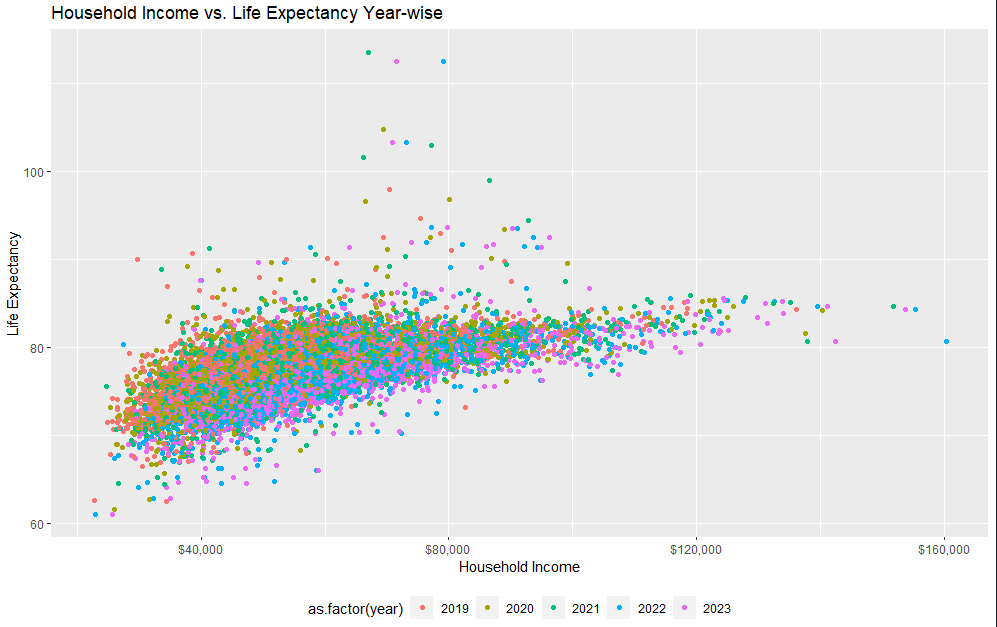 Household Income vs. Life Expectancy Year-wise
Life Expectancy
100
80
60
$40,000 $80,000 $120,000 $160,000
Household Income
as.factor(year) 2019 2020 2021 2022 2023